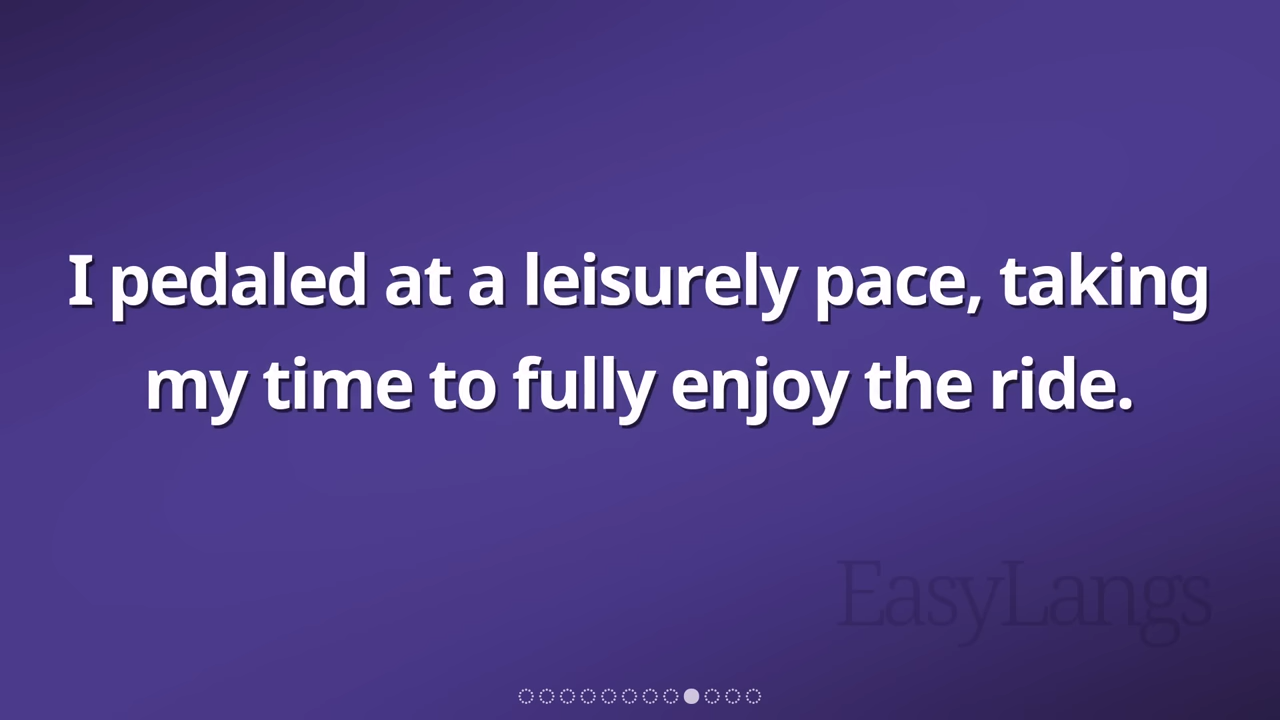 I pedaled at a leisurely pace, taking
my time to fully enjoy the ride.
EasyLangs